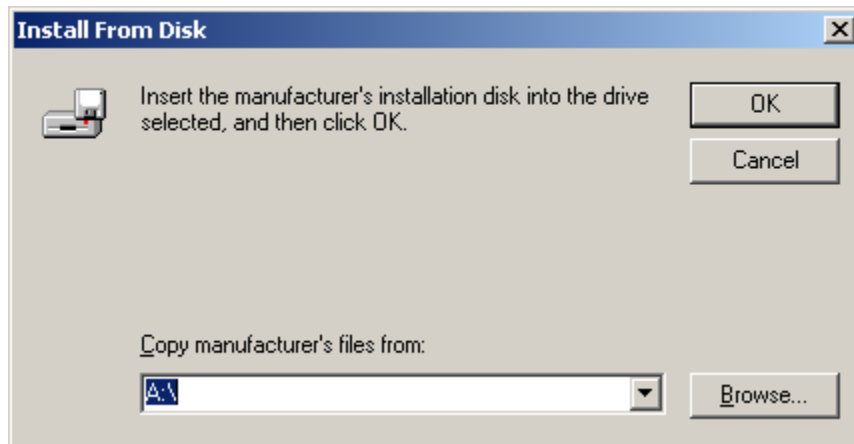 Install From Disk
Insert the manufacturer's installation disk into the drive
selected, and then click OK.
OK
Cancel
Copy manufacturer's files from:
A:\
Browse...